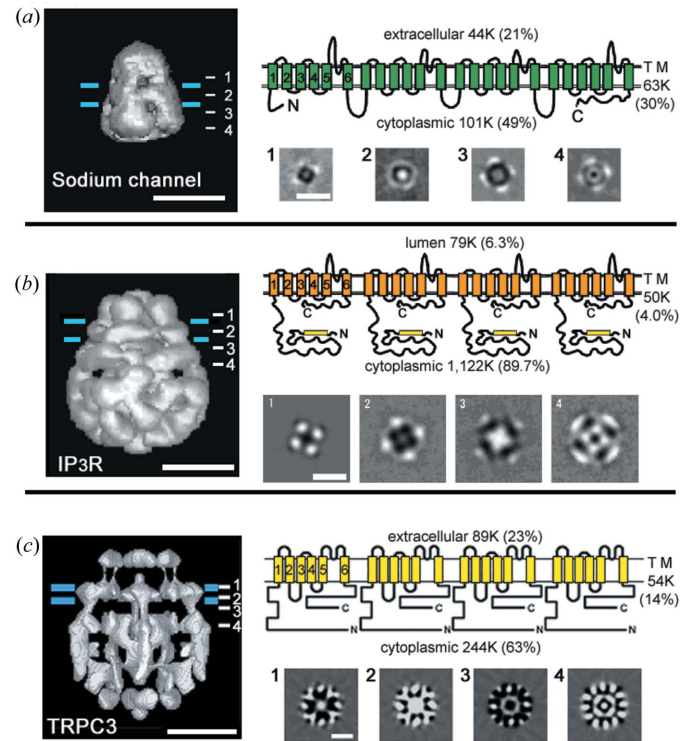 (a)
1
2
3
4
Sodium channel
extracellular 44K (21%)
1 2 3 4 5 6
T M
63K
(30%)
N
C
cytoplasmic 101K (49%)
1 2 3 4
(b)
1
2
3
4
IP3R
lumen 79K (6.3%)
1 2 3 4 5 6
T M
50K
(4.0%)
C C C C
N N N N
cytoplasmic 1,122K (89.7%)
1 2 3 4
(c)
1
2
3
4
TRPC3
extracellular 89K (23%)
1 2 3 4 5 6
T M
54K
(14%)
C C C C
N N N N
cytoplasmic 244K (63%)
1 2 3 4